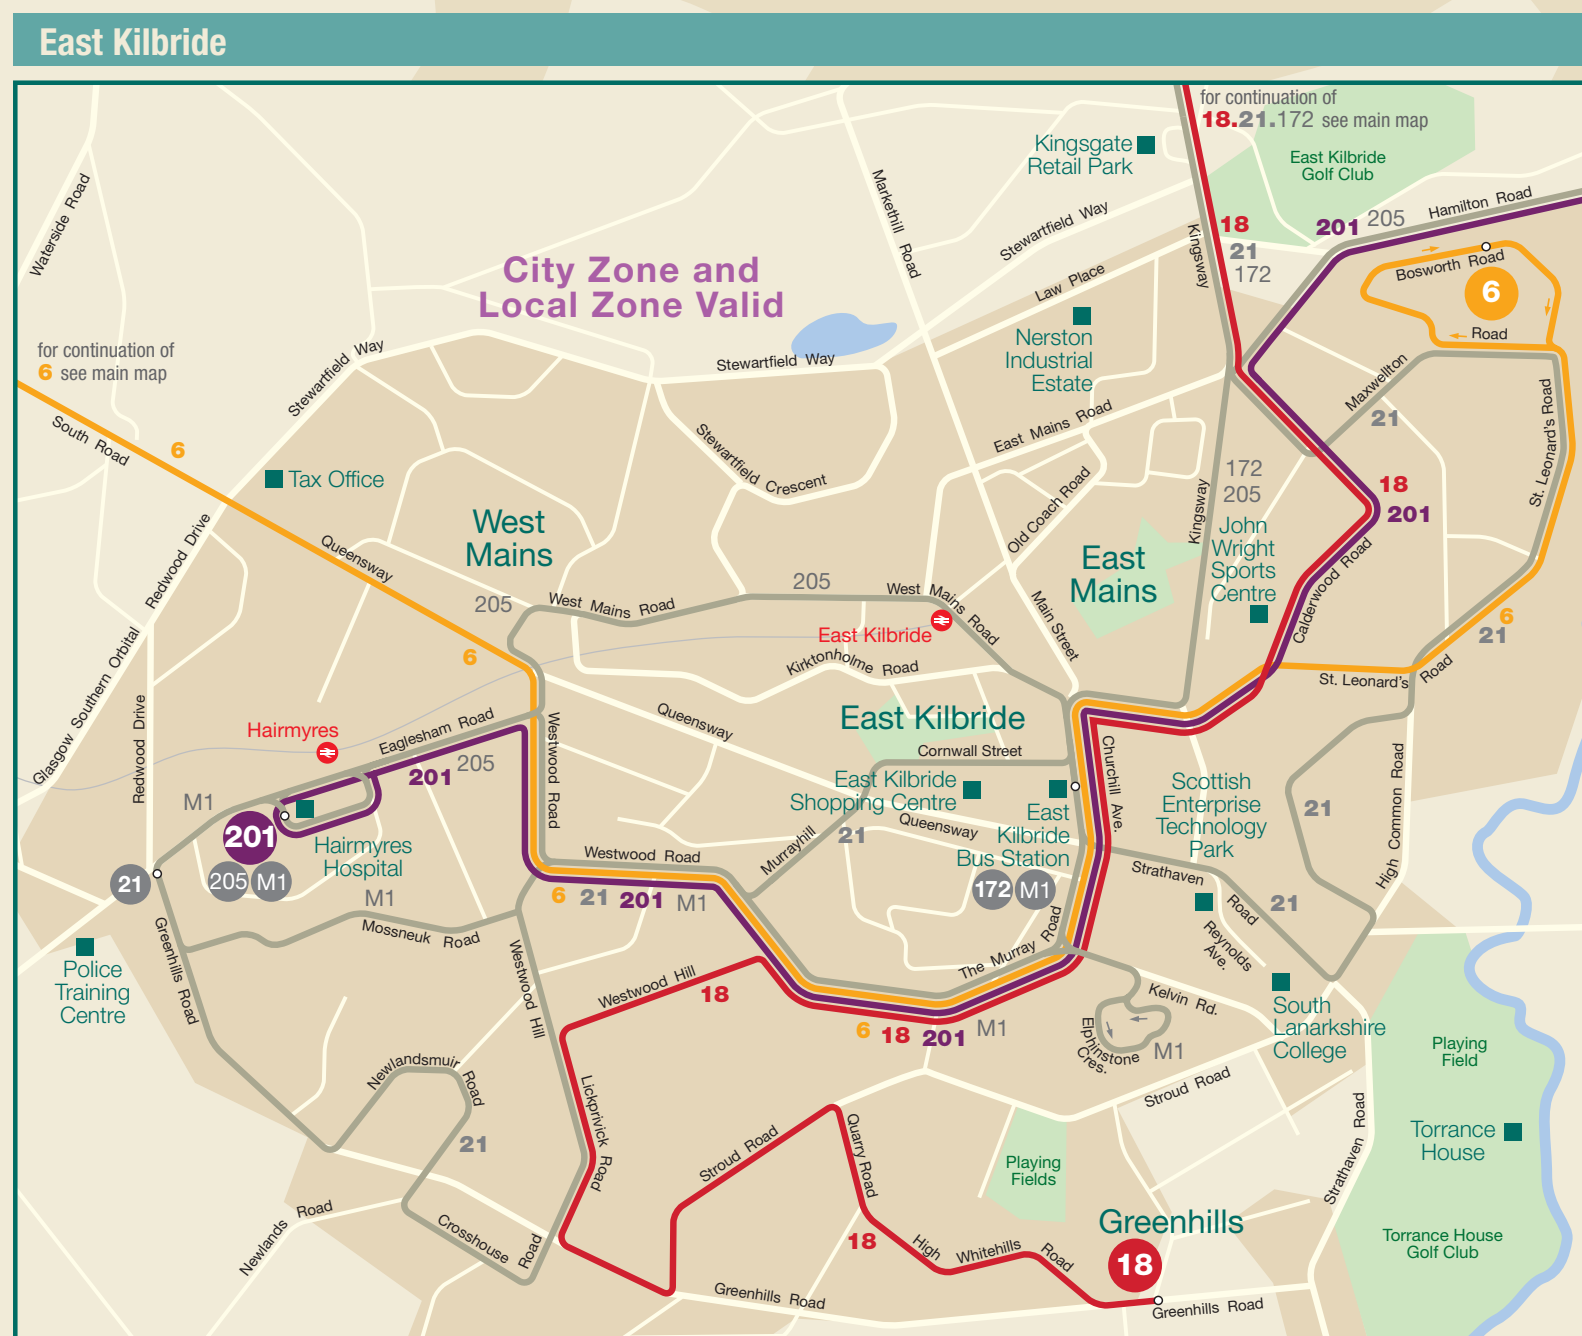 East Kilbride
for continuation of
18.21.172 see main map
Kingsgate
Retail Park
East Kilbride
Golf Club
Waterside Road
Markethill Road
Stewartfield Way
Kingsway
18
21
172
201
205
Hamilton Road
Bosworth Road
6
Road
City Zone and
Local Zone Valid
Law Place
Nerston
Industrial
Estate
for continuation of
6 see main map
Stewartfield Way
Stewartfield Way
Maxwellton
21
St. Leonard's Road
South Road
6
Tax Office
Stewartfield Crescent
East Mains Road
Old Coach Road
172
205
Kingsway
18
201
West
Mains
East
Mains
John
Wright
Sports
Centre
Calderwood Road
Redwood Drive
Queensway
205
West Mains Road
205
West Mains Road
Main Street
East Kilbride
6
21
Glasgow Southern Orbital
6
Kirktonholme Road
St. Leonard's Road
Redwood Drive
Hairmyres
Eaglesham Road
201
205
Westwood Road
Queensway
East Kilbride
Cornwall Street
Churchill Ave.
High Common Road
M1
East Kilbride
Shopping Centre
East
Kilbride
Bus Station
172
M1
Scottish
Enterprise
Technology
Park
21
201
205
M1
Hairmyres
Hospital
21
Murrayhill
21
Queensway
Strathaven Road
Westwood Road
6
21
201
M1
M1
Mossneuk Road
Greenhills Road
Westwood Hill
Westwood Hill
18
The Murray Road
21
Reynolds
Ave.
Police
Training
Centre
Kelvin Rd.
South
Lanarkshire
College
6
18
201
M1
Elphinstone
Cres.
M1
Playing
Field
Newlandsmuir Road
21
Lickprivick Road
Stroud Road
Stroud Road
Quarry Road
Playing
Fields
Strathaven Road
Torrance
House
Newlands Road
Crosshouse Road
18
High Whitehills Road
Greenhills
18
Torrance House
Golf Club
Greenhills Road
Greenhills Road